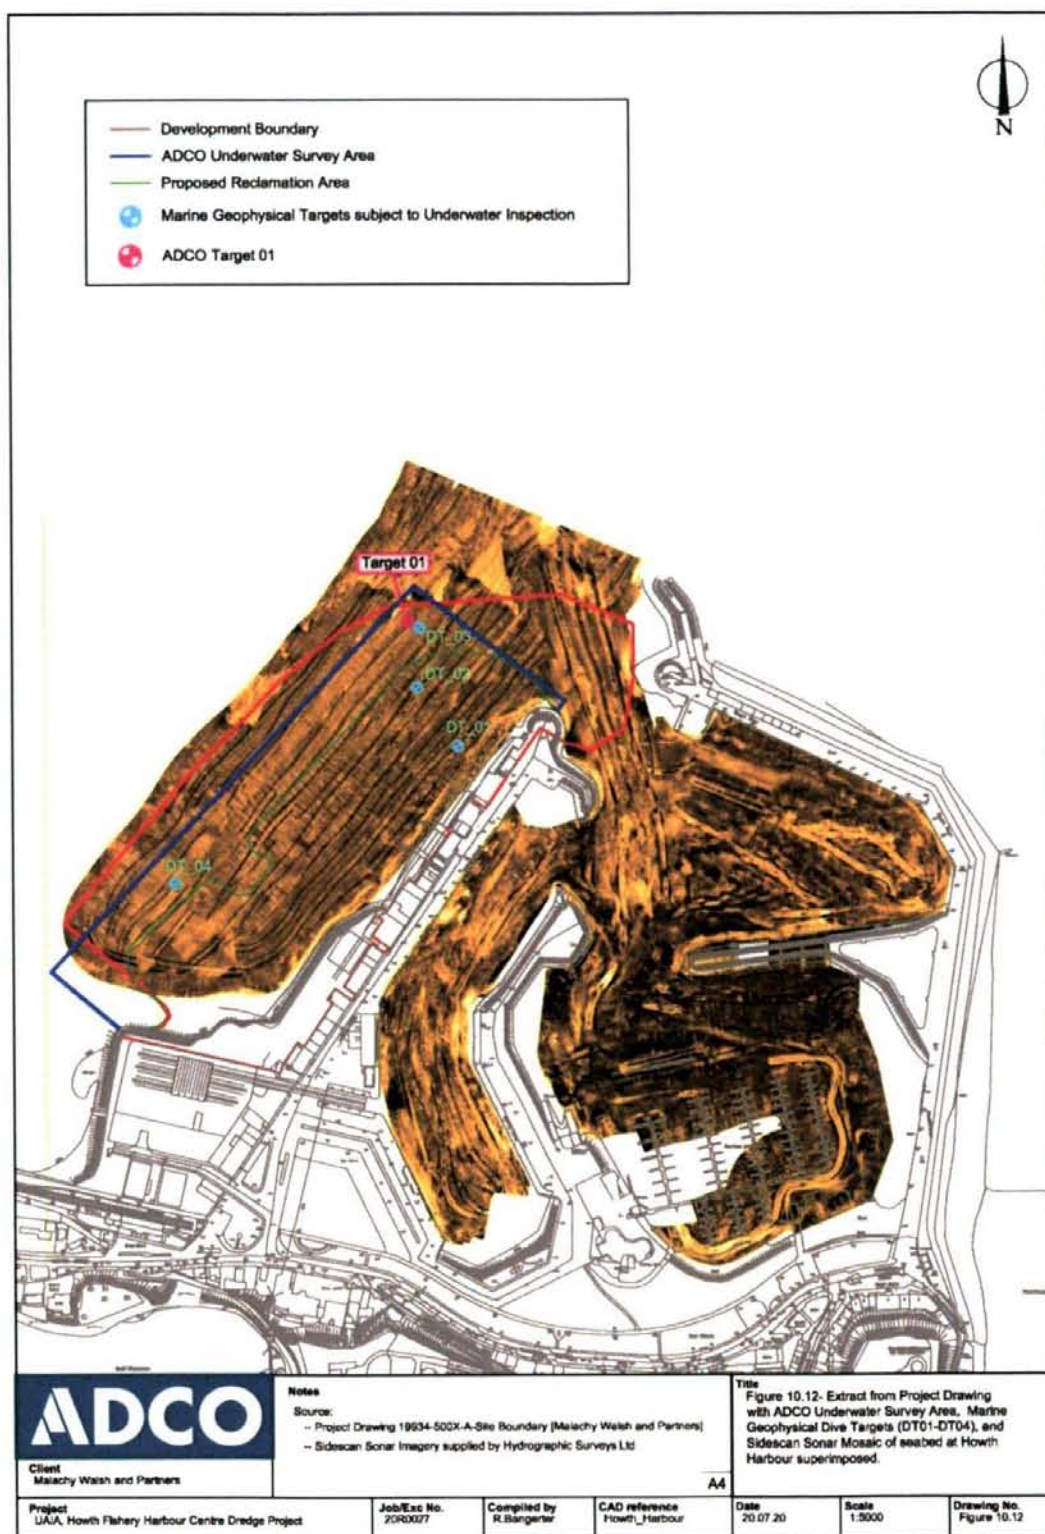 N
Development Boundary
ADCO Underwater Survey Area
Proposed Reclamation Area
Marine Geophysical Targets subject to Underwater Inspection
ADCO Target 01
Target 01
DT_03
DT_02
DT_01
DT_04
ADCO
Client
Malachy Walsh and Partners
Notes
Source:
-- Project Drawing 19934-500X-A-Site Boundary [Malachy Walsh and Partners]
-- Sidescan Sonar Imagery supplied by Hydrographic Surveys Ltd
A4
Title
Figure 10.12- Extract from Project Drawing
with ADCO Underwater Survey Area, Marine
Geophysical Dive Targets (DT01-DT04), and
Sidescan Sonar Mosaic of seabed at Howth
Harbour superimposed.
Project
UAIA, Howth Fishery Harbour Centre Dredge Project
Job/Exc No.
20R0027
Compiled by
R.Bangerter
CAD reference
Howth_Harbour
Date
20.07.20
Scale
1:5000
Drawing No.
Figure 10.12